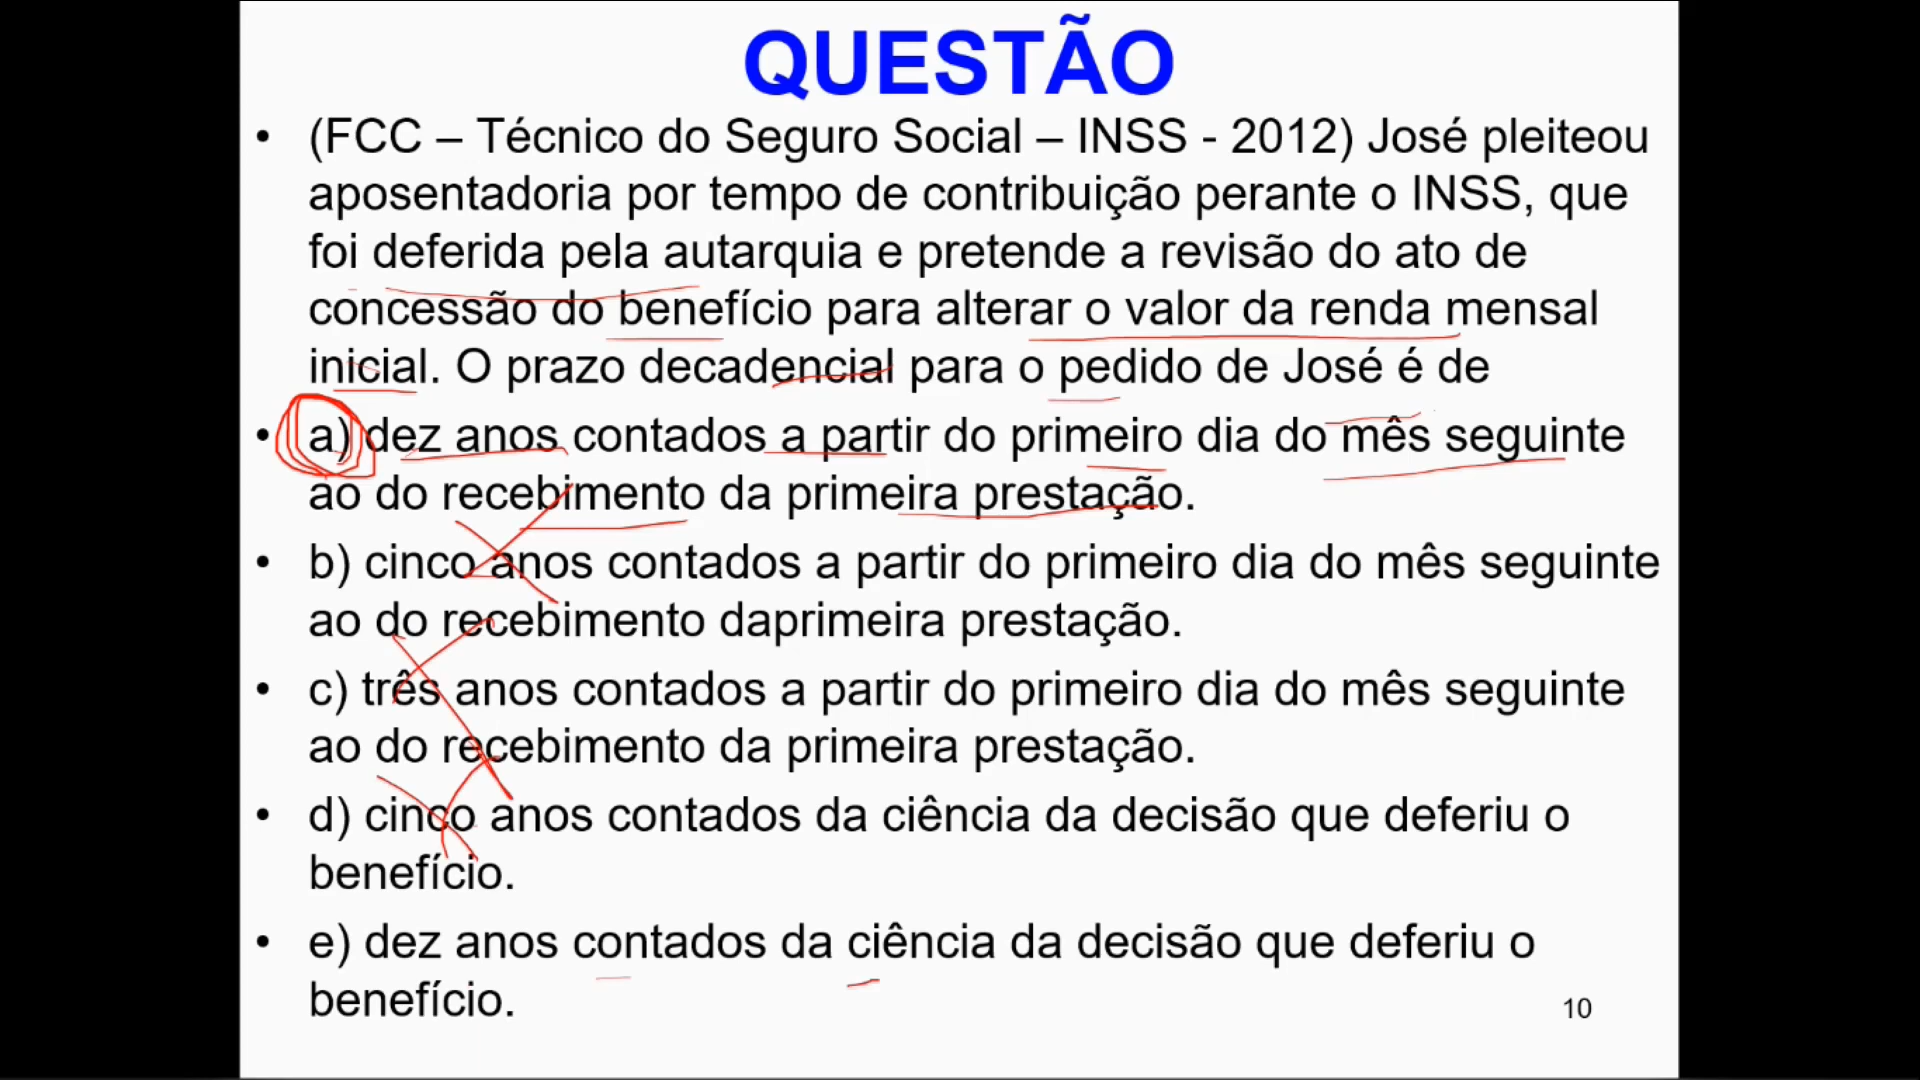 QUESTÃO
• (FCC – Técnico do Seguro Social – INSS - 2012) José pleiteou
aposentadoria por tempo de contribuição perante o INSS, que
foi deferida pela autarquia e pretende a revisão do ato de
concessão do benefício para alterar o valor da renda mensal
inicial. O prazo decadencial para o pedido de José é de
• a) dez anos contados a partir do primeiro dia do mês seguinte
ao do recebimento da primeira prestação.
• b) cinco anos contados a partir do primeiro dia do mês seguinte
ao do recebimento daprimeira prestação.
• c) três anos contados a partir do primeiro dia do mês seguinte
ao do recebimento da primeira prestação.
• d) cinco anos contados da ciência da decisão que deferiu o
benefício.
• e) dez anos contados da ciência da decisão que deferiu o
benefício.
10